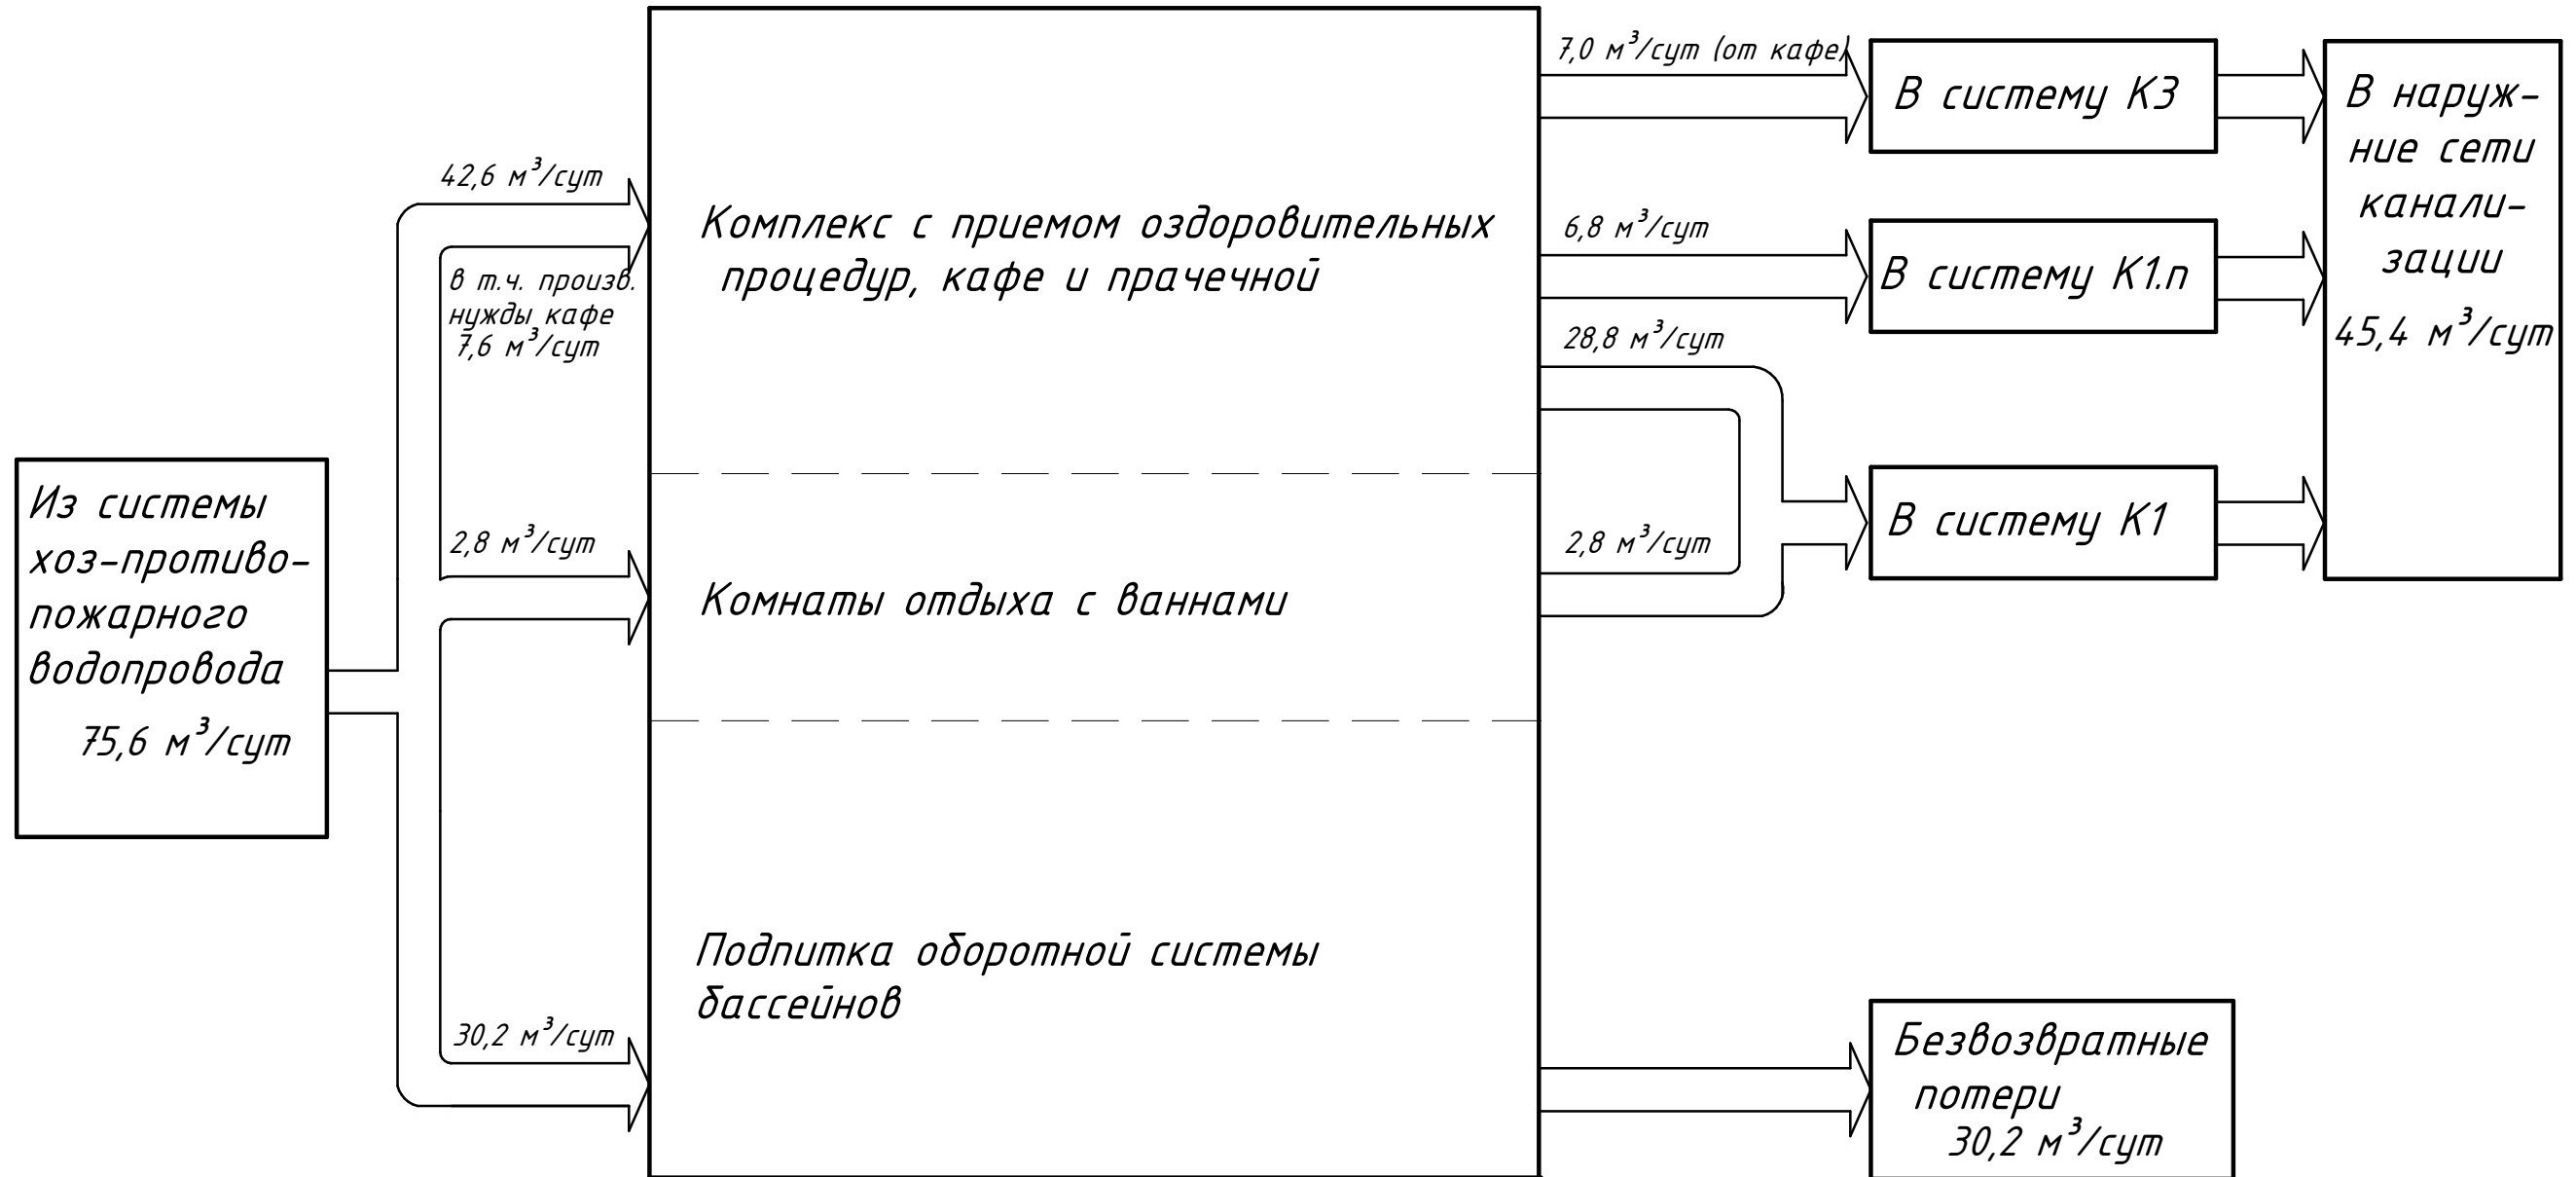 Из системы
хоз-противо-
пожарного
водопровода
75,6 м³/сут
42,6 м³/сут
в т.ч. произв.
нужды кафе
7,6 м³/сут
2,8 м³/сут
30,2 м³/сут
Комплекс с приемом оздоровительных
процедур, кафе и прачечной
Комнаты отдыха с ваннами
Подпитка оборотной системы
бассейнов
7,0 м³/сут (от кафе)
6,8 м³/сут
28,8 м³/сут
2,8 м³/сут
В систему К3
В систему К1.п
В систему К1
В наруж-
ние сети
канали-
зации
45,4 м³/сут
Безвозвратные
потери
30,2 м³/сут